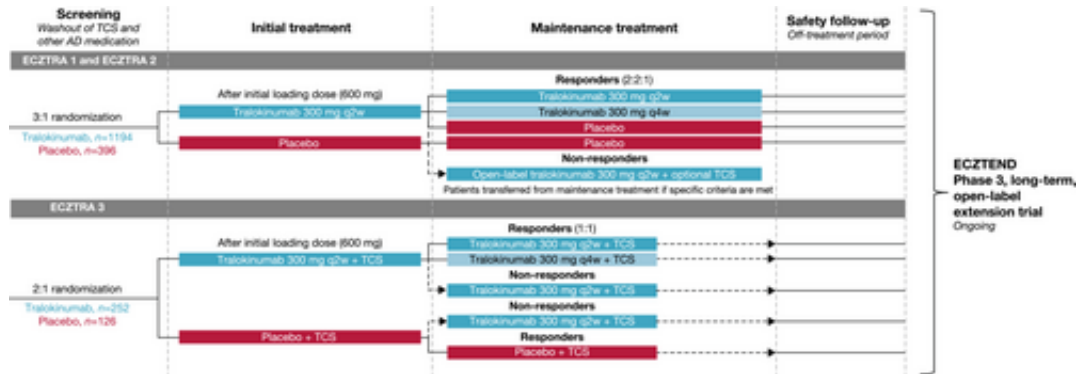 Screening
Washout of TCS and
other AD medication
Initial treatment
Maintenance treatment
Safety follow-up
Off-treatment period
ECZTRA 1 and ECZTRA 2
Responders (2:2:1)
After initial loading dose (600 mg)
Tralokinumab 300 mg q2w
Tralokinumab 300 mg q2w
Tralokinumab 300 mg q4w
3:1 randomization
Placebo
Tralokinumab, n=1194
Placebo, n=396
Placebo
Placebo
Non-responders
Open-label tralokinumab 300 mg q2w + optional TCS
Patients transferred from maintenance treatment if specific criteria are met
ECZTRA 3
Responders (1:1)
After initial loading dose (600 mg)
Tralokinumab 300 mg q2w + TCS
Tralokinumab 300 mg q2w + TCS
Tralokinumab 300 mg q4w + TCS
Non-responders
2:1 randomization
Tralokinumab 300 mg q2w + TCS
Tralokinumab, n=252
Placebo, n=126
Non-responders
Tralokinumab 300 mg q2w + TCS
Placebo + TCS
Responders
Placebo + TCS
ECZTEND
Phase 3, long-term,
open-label
extension trial
Ongoing